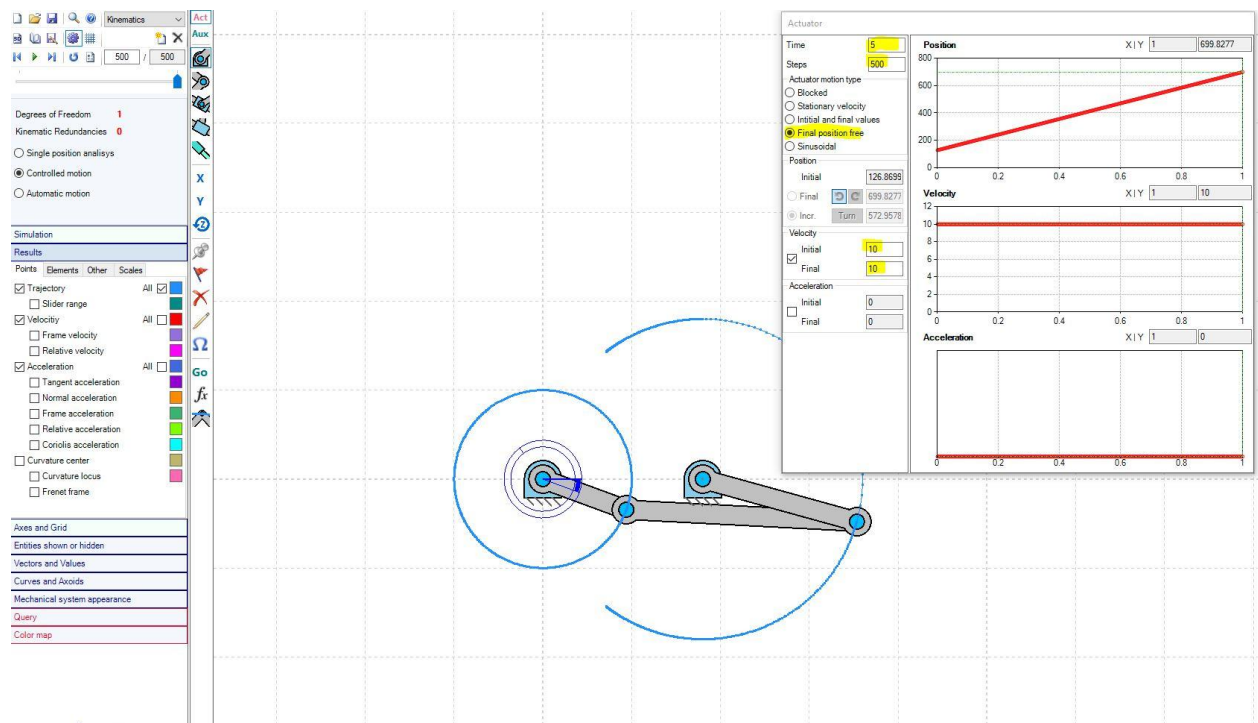 Kinematics
500 / 500
Degrees of Freedom 1
Kinematic Redundancies 0
Single position analisys
Controlled motion
Automatic motion
Simulation
Results
Points Elements Other Scales
Trajectory All
Slider range
Velocitiy All
Frame velocity
Relative velocity
Acceleration All
Tangent acceleration
Normal acceleration
Frame acceleration
Relative acceleration
Coriolis acceleration
Curvature center
Curvature locus
Frenet frame
Axes and Grid
Entities shown or hidden
Vectors and Values
Curves and Axoids
Mechanical system appearance
Query
Color map
Act
Aux
X
Y
Z
Ω
Go
fx
Actuator
Time 5
Steps 500
Actuator motion type
Blocked
Stationary velocity
Intitial and final values
Final position free
Sinusoidal
Position
Initial 126.8699
Final 699.8277
Incr. Turn 572.9578
Velocity
Initial 10
Final 10
Acceleration
Initial 0
Final 0
Position X | Y 1 699.8277
800
600
400
200
0
0 0.2 0.4 0.6 0.8 1
Velocity X | Y 1 10
12
10
8
6
4
2
0
0 0.2 0.4 0.6 0.8 1
Acceleration X | Y 1 0
0 0.2 0.4 0.6 0.8 1